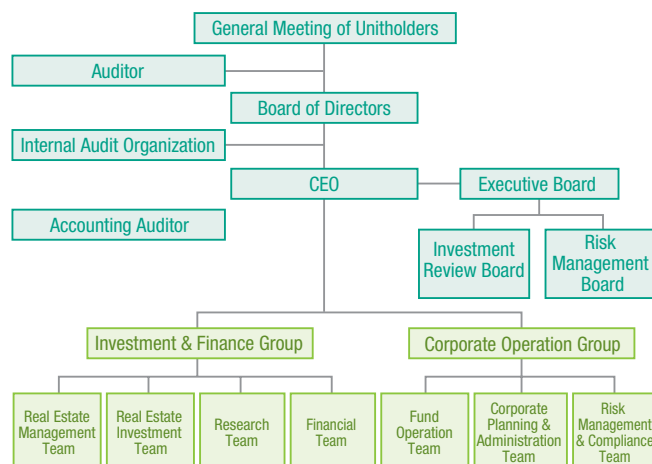 General Meeting of Unitholders
Auditor
Board of Directors
Internal Audit Organization
CEO
Executive Board
Accounting Auditor
Investment
Review Board
Risk
Management
Board
Investment & Finance Group
Corporate Operation Group
Real Estate
Management
Team
Real Estate
Investment
Team
Research
Team
Financial
Team
Fund
Operation
Team
Corporate
Planning &
Administration
Team
Risk
Management
& Compliance
Team